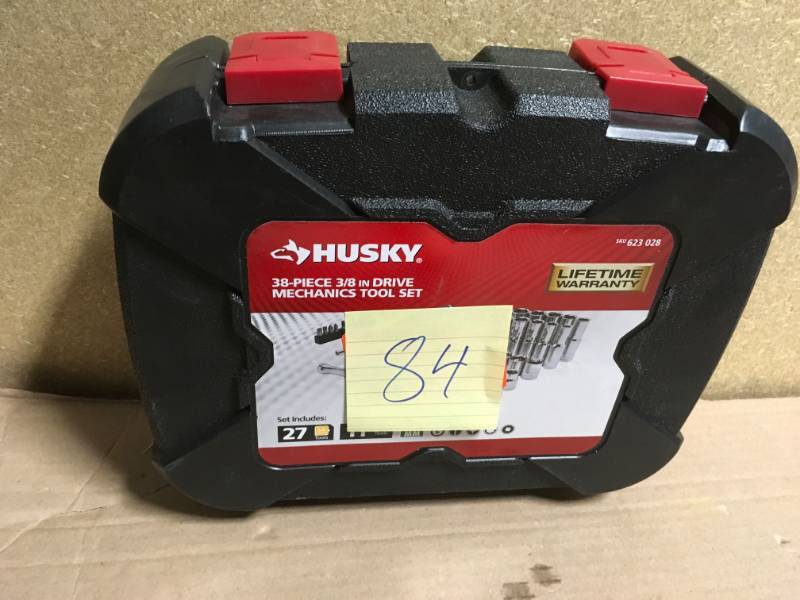 HUSKY
SKU 623 028
38-PIECE 3/8 IN DRIVE
MECHANICS TOOL SET
LIFETIME
WARRANTY
84
Set Includes:
27
TOOLS